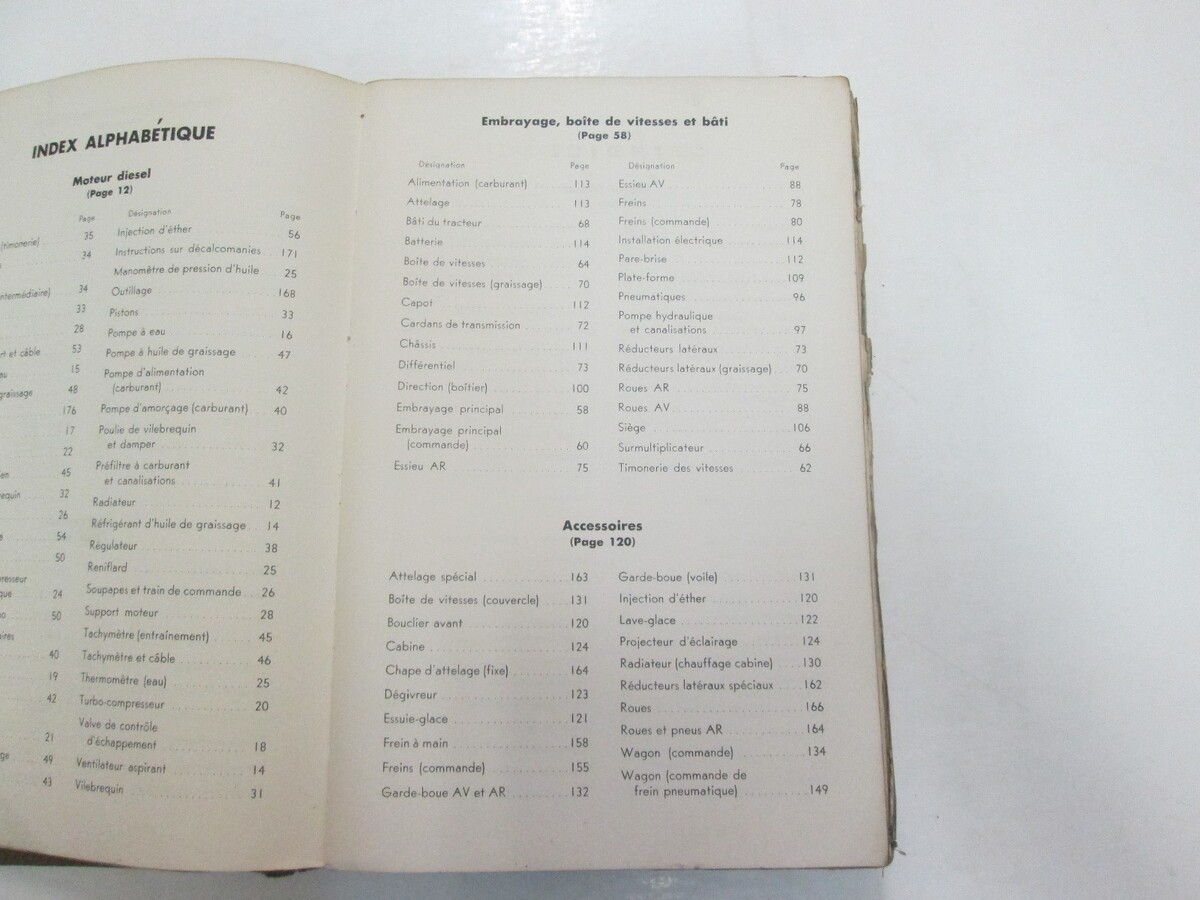 INDEX ALPHABÉTIQUE
Moteur diesel
(Page 12)
Page
(timonerie) 35
34
intermédiaire) 34
33
28
et câble 53
15
graissage 48
176
17
22
45
32
26
54
50
24
50
40
19
42
21
49
43
Désignation Page
Injection d'éther 56
Instructions sur décalcomanies 171
Manomètre de pression d'huile 25
Outillage 168
Pistons 33
Pompe à eau 16
Pompe à huile de graissage 47
Pompe d'alimentation
(carburant) 42
Pompe d'amorçage (carburant) 40
Poulie de vilebrequin
et damper 32
Préfiltre à carburant
et canalisations 41
Radiateur 12
Réfrigérant d'huile de graissage 14
Régulateur 38
Reniflard 25
Soupapes et train de commande 26
Support moteur 28
Tachymètre (entraînement) 45
Tachymètre et câble 46
Thermomètre (eau) 25
Turbo-compresseur 20
Valve de contrôle
d'échappement 18
Ventilateur aspirant 14
Vilebrequin 31
Embrayage, boîte de vitesses et bâti
(Page 58)
Désignation Page
Alimentation (carburant) 113
Attelage 113
Bâti du tracteur 68
Batterie 114
Boîte de vitesses 64
Boîte de vitesses (graissage) 70
Capot 112
Cardans de transmission 72
Châssis 111
Différentiel 73
Direction (boîtier) 100
Embrayage principal 58
Embrayage principal
(commande) 60
Essieu AR 75
Désignation Page
Essieu AV 88
Freins 78
Freins (commande) 80
Installation électrique 114
Pare-brise 112
Plate-forme 109
Pneumatiques 96
Pompe hydraulique
et canalisations 97
Réducteurs latéraux 73
Réducteurs latéraux (graissage) 70
Roues AR 75
Roues AV 88
Siège 106
Surmultiplicateur 66
Timonerie des vitesses 62
Accessoires
(Page 120)
Attelage spécial 163
Boîte de vitesses (couvercle) 131
Bouclier avant 120
Cabine 124
Chape d'attelage (fixe) 164
Dégivreur 123
Essuie-glace 121
Frein à main 158
Freins (commande) 155
Garde-boue AV et AR 132
Garde-boue (voile) 131
Injection d'éther 120
Lave-glace 122
Projecteur d'éclairage 124
Radiateur (chauffage cabine) 130
Réducteurs latéraux spéciaux 162
Roues 166
Roues et pneus AR 164
Wagon (commande) 134
Wagon (commande de
frein pneumatique) 149